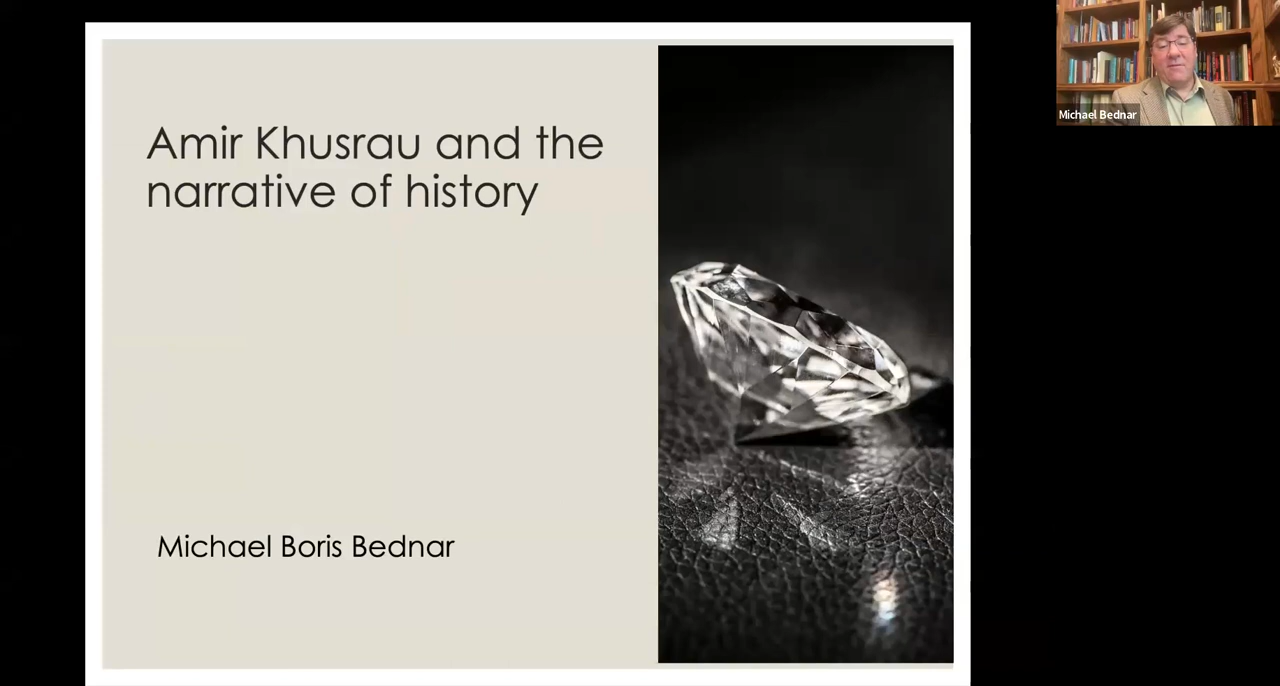 Amir Khusrau and the
narrative of history
Michael Boris Bednar
Michael Bednar